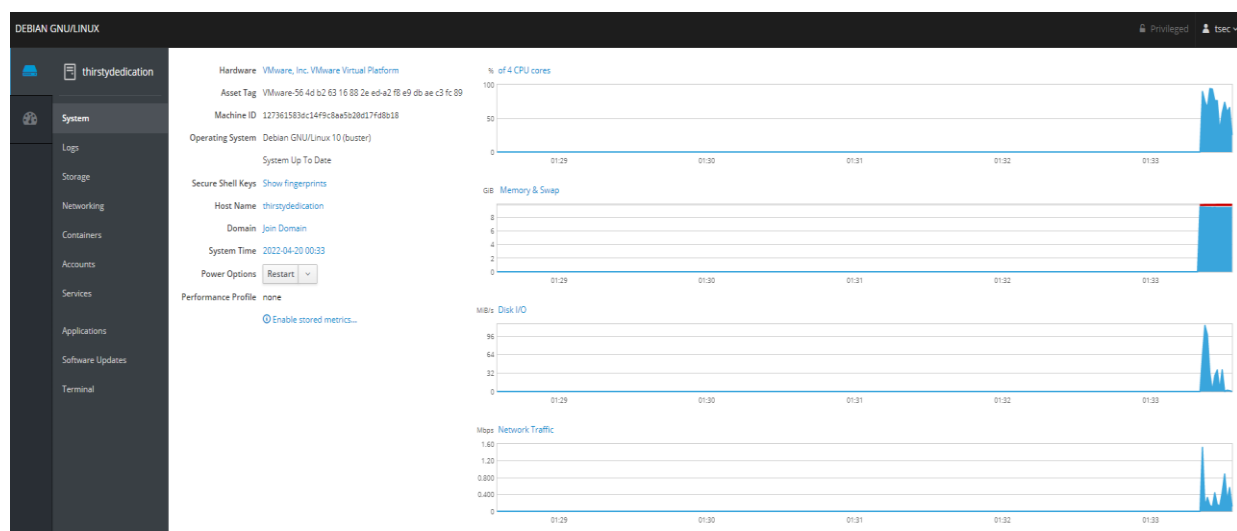 DEBIAN GNU/LINUX
Privileged
tsec
thirstydedication
System
Logs
Storage
Networking
Containers
Accounts
Services
Applications
Software Updates
Terminal
Hardware VMware, Inc. VMware Virtual Platform
Asset Tag VMware-56 4d b2 63 16 88 2e ed-a2 f8 e9 db ae c3 fc 89
Machine ID 127361583dc14f9c8aa5b20d17fd8b18
Operating System Debian GNU/Linux 10 (buster)
System Up To Date
Secure Shell Keys Show fingerprints
Host Name thirstydedication
Domain Join Domain
System Time 2022-04-20 00:33
Power Options Restart
Performance Profile none
Enable stored metrics...
% of 4 CPU cores
100
50
0
01:29 01:30 01:31 01:32 01:33
GiB Memory & Swap
8
6
4
2
0
01:29 01:30 01:31 01:32 01:33
MiB/s Disk I/O
96
64
32
0
01:29 01:30 01:31 01:32 01:33
Mbps Network Traffic
1.60
1.20
0.800
0.400
0
01:29 01:30 01:31 01:32 01:33